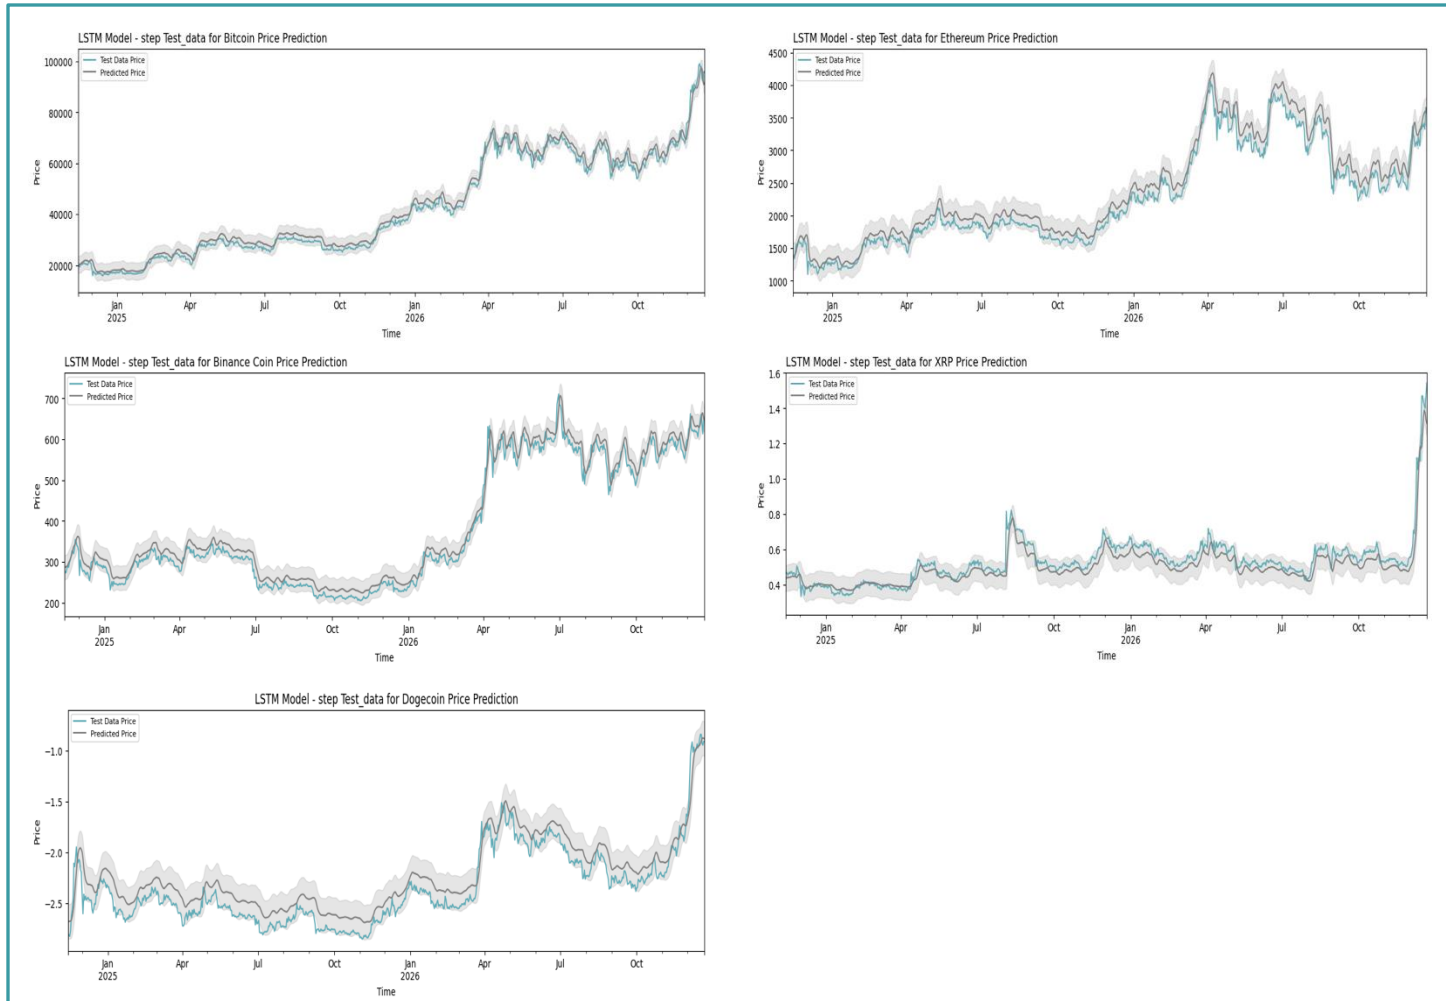 LSTM Model - step Test_data for Bitcoin Price Prediction
Test Data Price
Predicted Price
Price
100000
80000
60000
40000
20000
Jan
2025
Apr
Jul
Oct
Jan
2026
Apr
Jul
Oct
Time
LSTM Model - step Test_data for Ethereum Price Prediction
Test Data Price
Predicted Price
Price
4500
4000
3500
3000
2500
2000
1500
1000
Jan
2025
Apr
Jul
Oct
Jan
2026
Apr
Jul
Oct
Time
LSTM Model - step Test_data for Binance Coin Price Prediction
Test Data Price
Predicted Price
Price
700
600
500
400
300
200
Jan
2025
Apr
Jul
Oct
Jan
2026
Apr
Jul
Oct
Time
LSTM Model - step Test_data for XRP Price Prediction
Test Data Price
Predicted Price
Price
1.6
1.4
1.2
1.0
0.8
0.6
0.4
Jan
2025
Apr
Jul
Oct
Jan
2026
Apr
Jul
Oct
Time
LSTM Model - step Test_data for Dogecoin Price Prediction
Test Data Price
Predicted Price
Price
−1.0
−1.5
−2.0
−2.5
Jan
2025
Apr
Jul
Oct
Jan
2026
Apr
Jul
Oct
Time